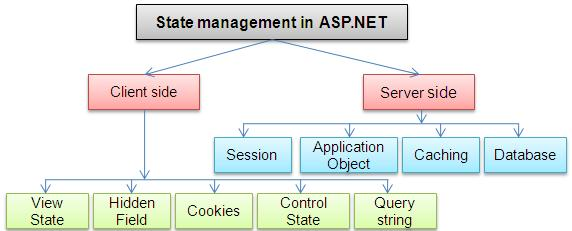 State management in ASP.NET
Client side
Server side
Session
Application
Object
Caching
Database
View
State
Hidden
Field
Cookies
Control
State
Query
string